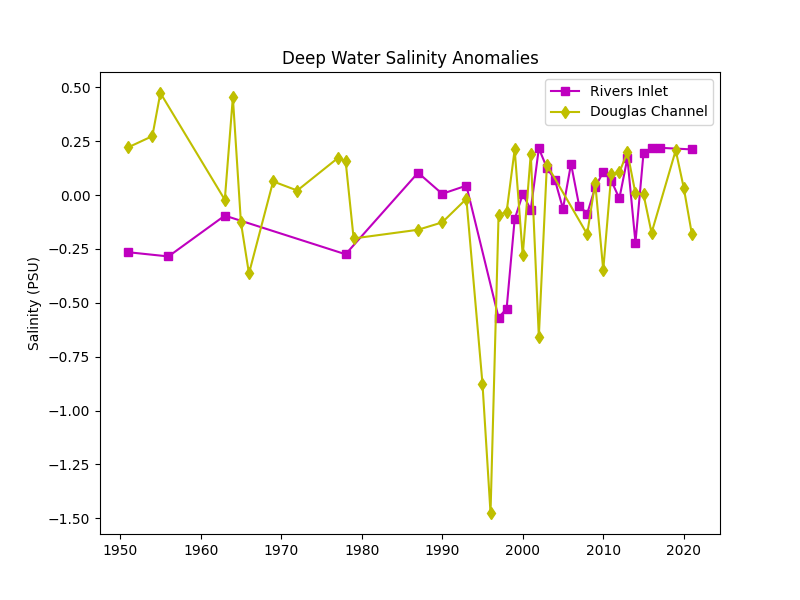 Deep Water Salinity Anomalies
Rivers Inlet
Douglas Channel
Salinity (PSU)
0.50
0.25
0.00
−0.25
−0.50
−0.75
−1.00
−1.25
−1.50
1950 1960 1970 1980 1990 2000 2010 2020